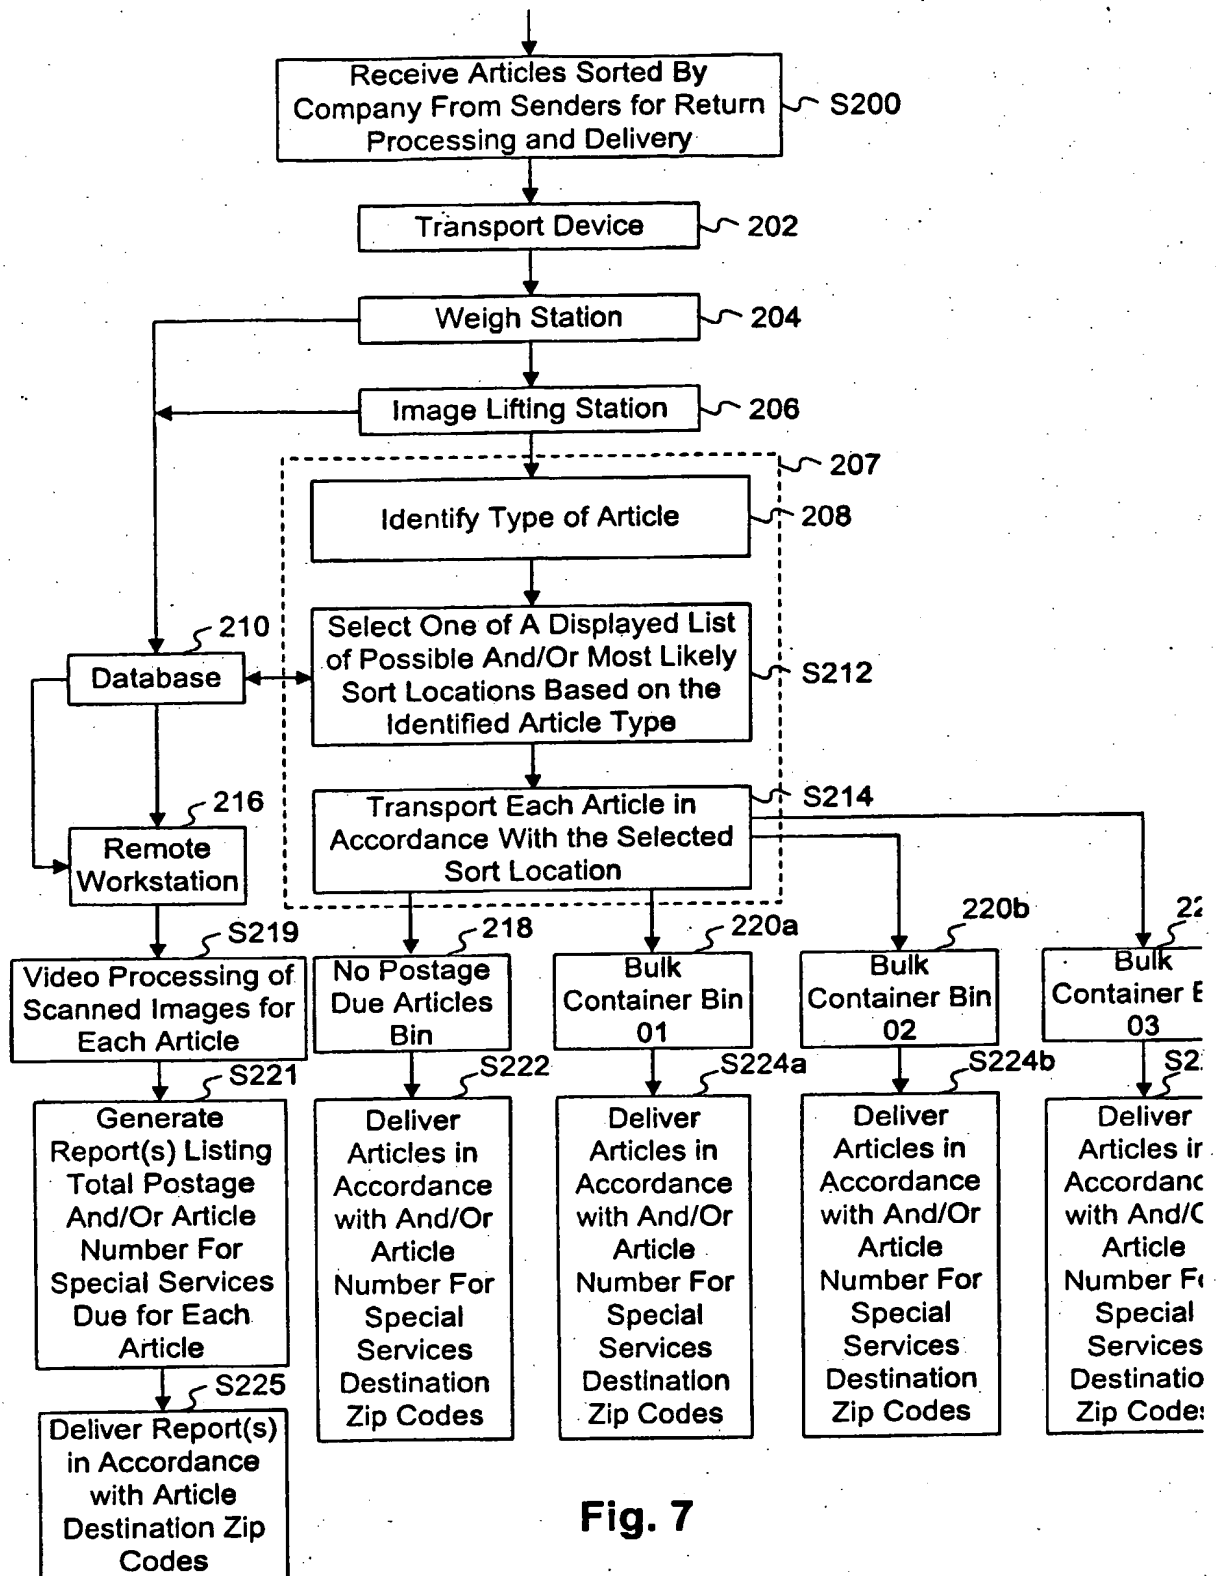 Receive Articles Sorted By
Company From Senders for Return
Processing and Delivery
S200
Transport Device
202
Weigh Station
204
Image Lifting Station
206
207
Identify Type of Article
208
Select One of A Displayed List
of Possible And/Or Most Likely
Sort Locations Based on the
Identified Article Type
S212
210
Database
Transport Each Article in
Accordance With the Selected
Sort Location
S214
216
Remote
Workstation
S219
Video Processing of
Scanned Images for
Each Article
218
No Postage
Due Articles
Bin
220a
Bulk
Container Bin
01
220b
Bulk
Container Bin
02
Bulk
Container
03
S221
Generate
Report(s) Listing
Total Postage
And/Or Article
Number For
Special Services
Due for Each
Article
S222
Deliver
Articles in
Accordance
with And/Or
Article
Number For
Special
Services
Destination
Zip Codes
S224a
Deliver
Articles in
Accordance
with And/Or
Article
Number For
Special
Services
Destination
Zip Codes
S224b
Deliver
Articles in
Accordance
with And/Or
Article
Number For
Special
Services
Destination
Zip Codes
Deliver
Articles
with
Article
Number
Special
Services
Zip
S225
Deliver Report(s)
in Accordance
with Article
Destination Zip
Codes
Fig. 7